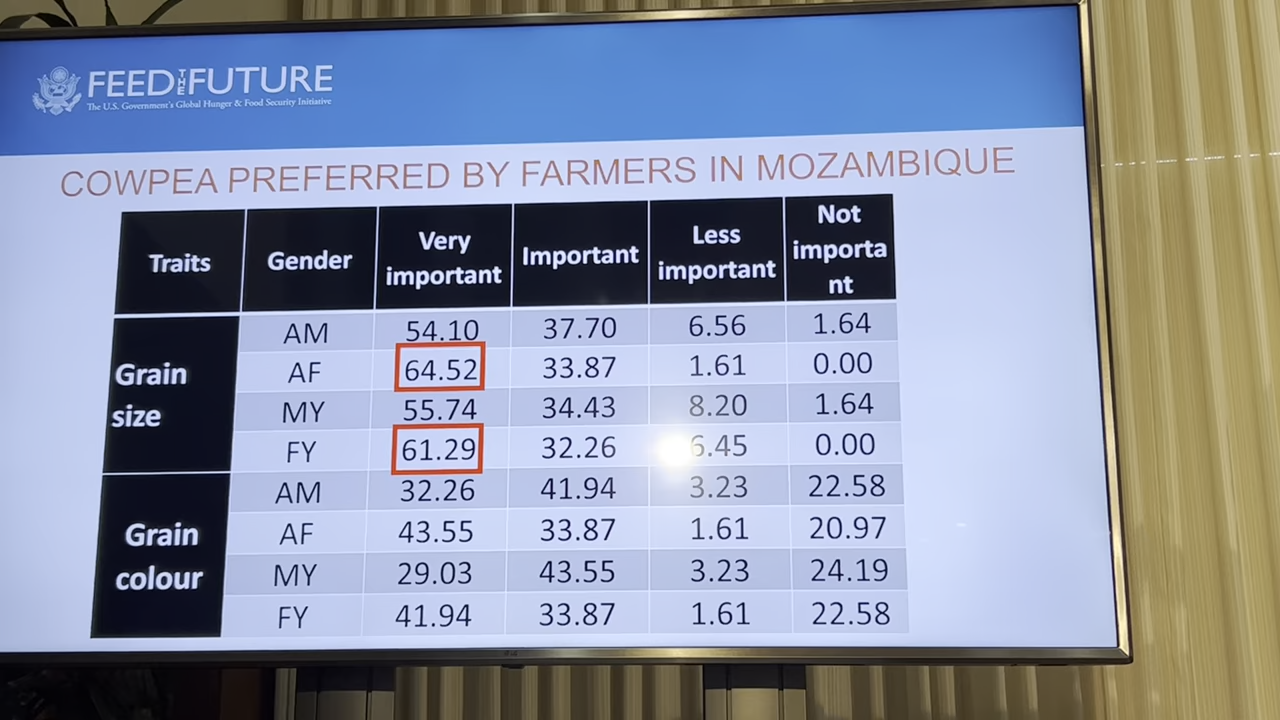 FEED THE FUTURE
The U.S. Government's Global Hunger & Food Security Initiative
COWPEA PREFERRED BY FARMERS IN MOZAMBIQUE
Traits Gender Very important Important Less important Not importa nt
Grain size AM 54.10 37.70 6.56 1.64
AF 64.52 33.87 1.61 0.00
MY 55.74 34.43 8.20 1.64
FY 61.29 32.26 6.45 0.00
Grain colour AM 32.26 41.94 3.23 22.58
AF 43.55 33.87 1.61 20.97
MY 29.03 43.55 3.23 24.19
FY 41.94 33.87 1.61 22.58